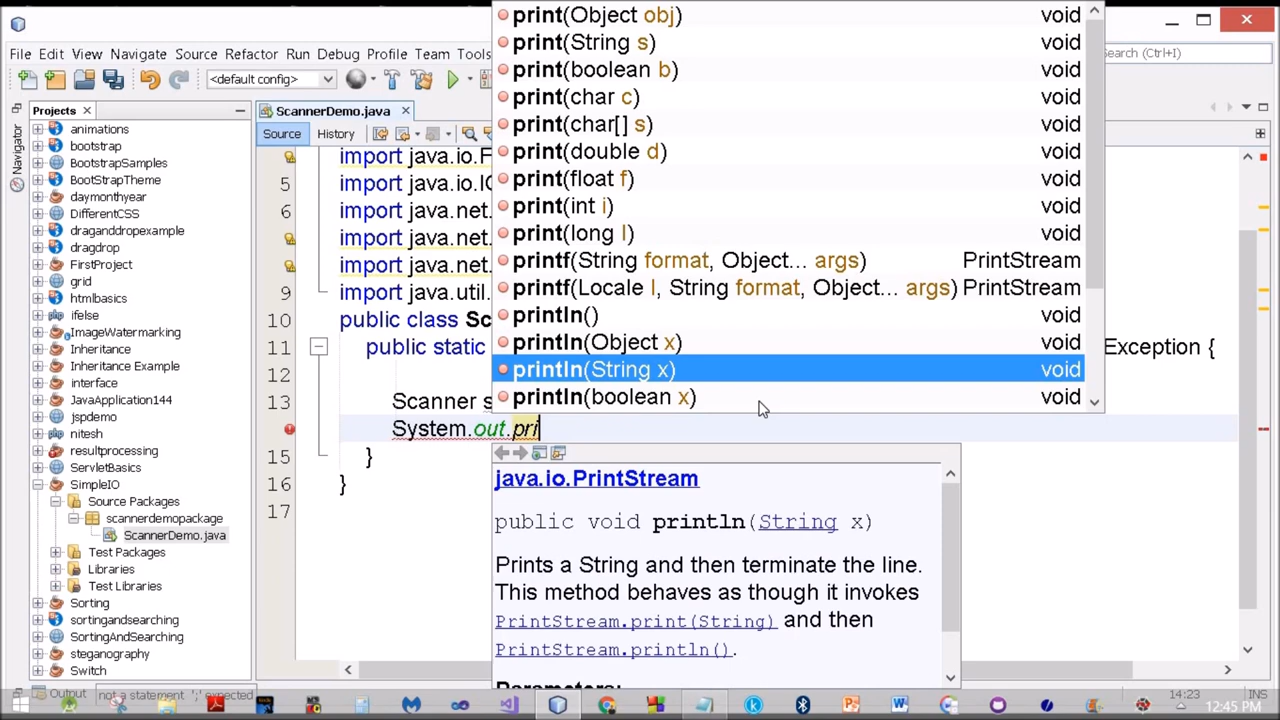 File Edit View Navigate Source Refactor Run Debug Profile Team Tools
Search (Ctrl+I)
<default config>
Projects
Navigator
animations
bootstrap
BootstrapSamples
BootStrapTheme
daymonthyear
DifferentCSS
draganddropexample
dragdrop
FirstProject
grid
htmlbasics
ifelse
ImageWatermarking
Inheritance
Inheritance Example
interface
JavaApplication144
jspdemo
nitesh
resultprocessing
ServletBasics
SimpleIO
Source Packages
scannerdemopackage
ScannerDemo.java
Test Packages
Libraries
Test Libraries
Sorting
sortingandsearching
SortingAndSearching
steganography
Switch
ScannerDemo.java
Source History
import java.io.F
5 import java.io.IO
6 import java.net.
import java.net.
import java.net.
9 import java.util.
10 public class Sc
11 public static Exception {
12
13 Scanner s
System.out.pri
15 }
16 }
17
print(Object obj) void
print(String s) void
print(boolean b) void
print(char c) void
print(char[] s) void
print(double d) void
print(float f) void
print(int i) void
print(long l) void
printf(String format, Object... args) PrintStream
printf(Locale l, String format, Object... args) PrintStream
println() void
println(Object x) void
println(String x) void
println(boolean x) void
java.io.PrintStream
public void println(String x)
Prints a String and then terminate the line.
This method behaves as though it invokes
PrintStream.print(String) and then
PrintStream.println().
Parameters:
Output not a statement ';' expected
14:23 INS
12:45 PM